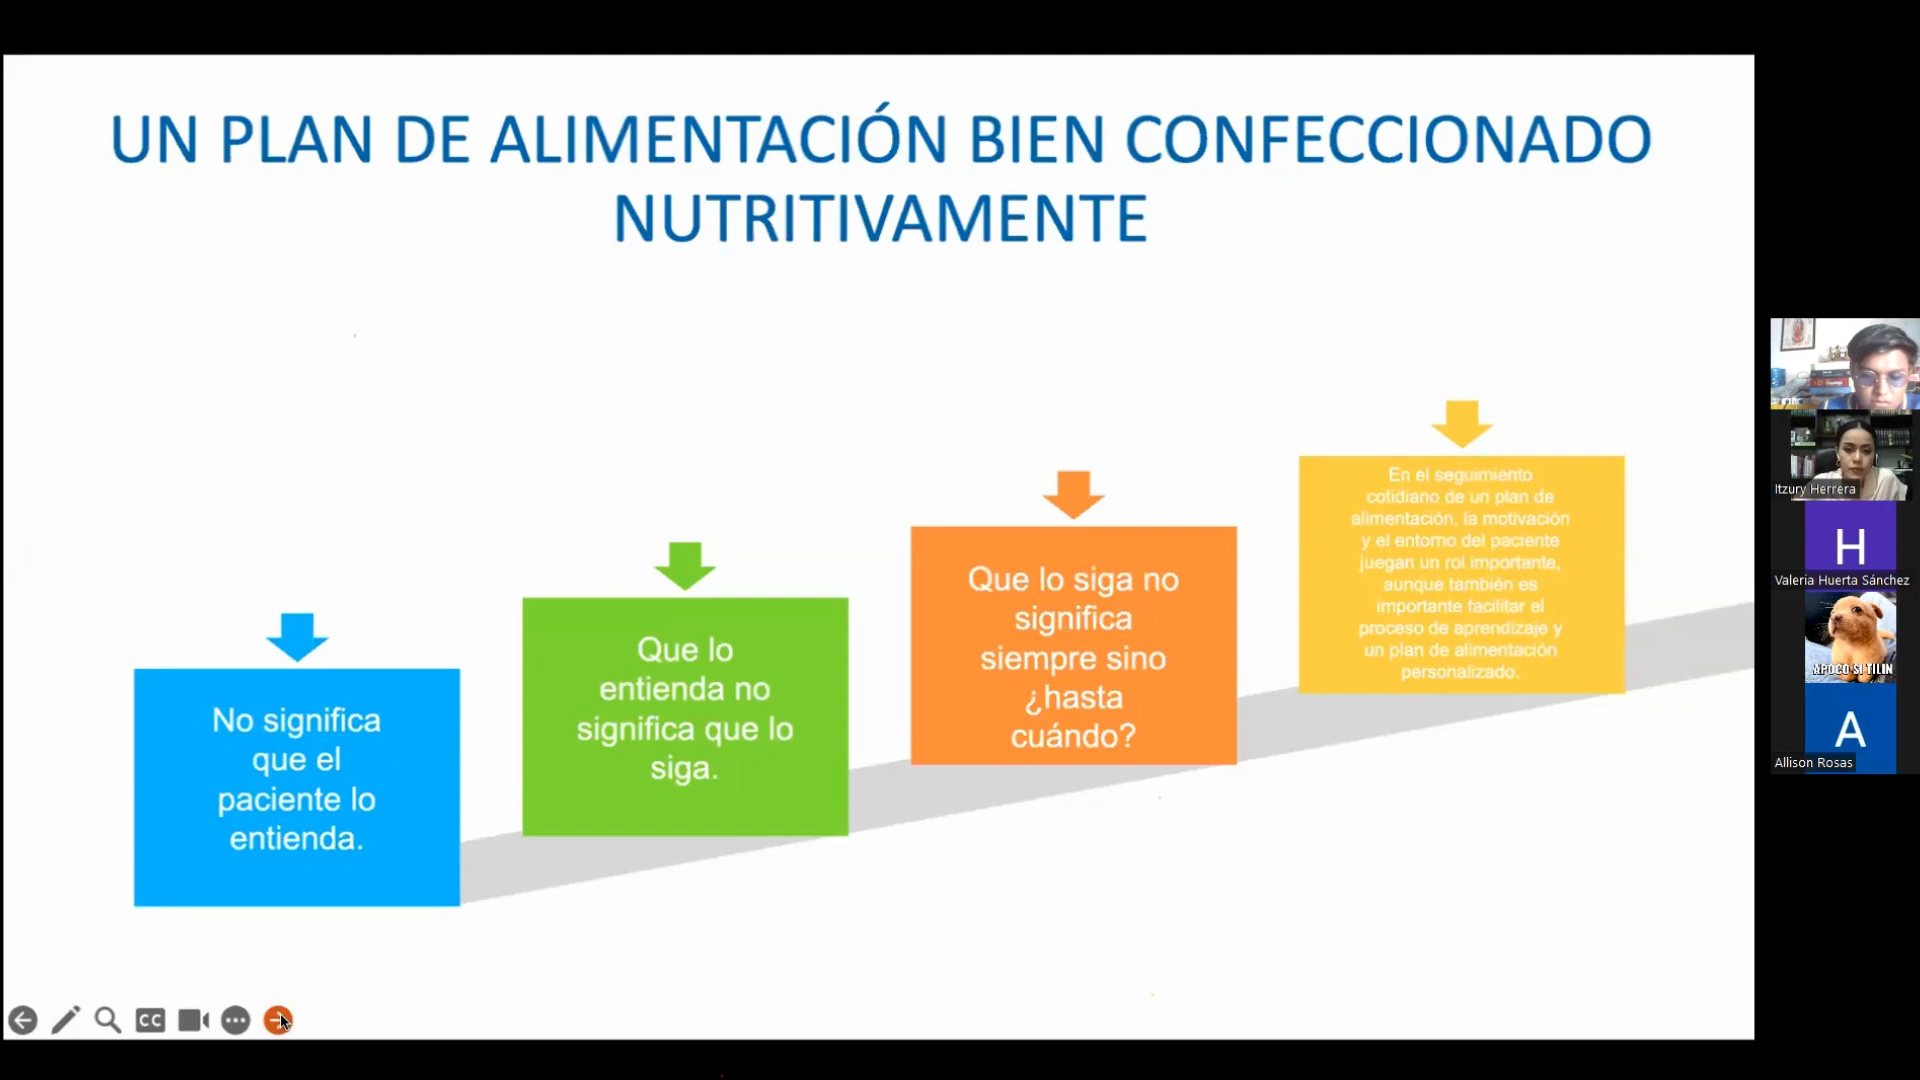 UN PLAN DE ALIMENTACIÓN BIEN CONFECCIONADO
NUTRITIVAMENTE
No significa
que el
paciente lo
entienda.
Que lo
entienda no
significa que lo
siga.
Que lo siga no
significa
siempre sino
¿hasta
cuándo?
En el seguimiento
cotidiano de un plan de
alimentación, la motivación
y el entorno del paciente
juegan un rol importante,
aunque también es
importante facilitar el
proceso de aprendizaje y
un plan de alimentación
personalizado.
CC
Itzury Herrera
H
Valeria Huerta Sánchez
APOCO SI TILIN
A
Allison Rosas